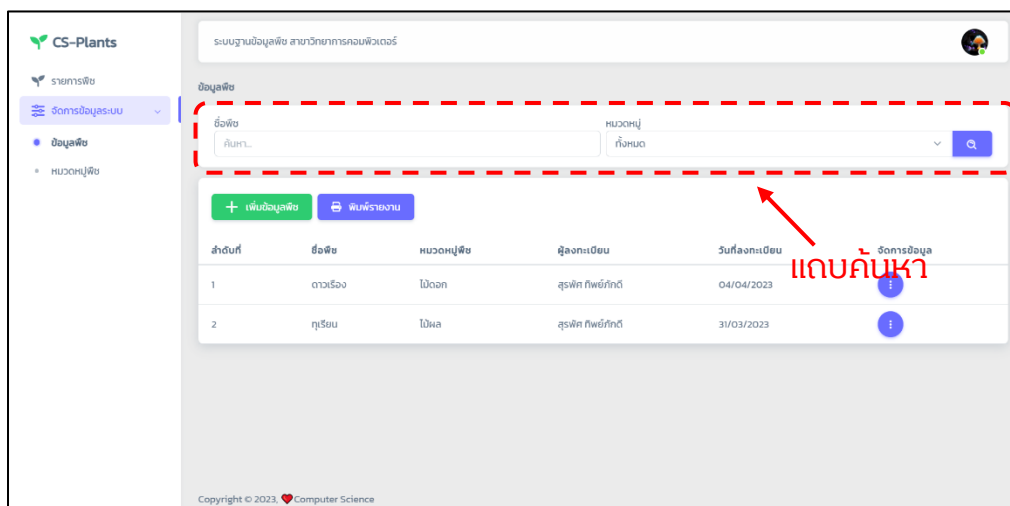 CS-Plants
รายการพืช
จัดการข้อมูลระบบ
ข้อมูลพืช
หมวดหมู่พืช
ระบบฐานข้อมูลพืช สาขาวิทยาการคอมพิวเตอร์
ข้อมูลพืช
ชื่อพืช หมวดหมู่
ค้นหา... ทั้งหมด
เพิ่มข้อมูลพืช พิมพ์รายงาน
แถบค้นหา
ลำดับที่ ชื่อพืช หมวดหมู่พืช ผู้ลงทะเบียน วันที่ลงทะเบียน จัดการข้อมูล
1 ดาวเรือง ไม้ดอก สุรพัศ ทิพย์ภักดี 04/04/2023
2 ทุเรียน ไม้ผล สุรพัศ ทิพย์ภักดี 31/03/2023
Copyright © 2023, ❤Computer Science